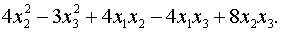 4x₂² − 3x₃² + 4x₁x₂ − 4x₁x₃ + 8x₂x₃.